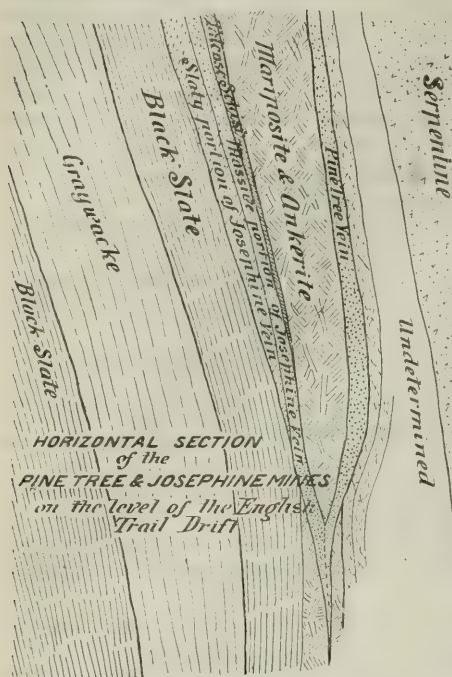 Black Slate
Graywacke
Black Slate
Slaty portion of Josephine Vein
Talcose Schist
Massive portion of Josephine Vein
Mariposite & Ankerite
Pine Tree Vein
Undetermined
Serpenine
HORIZONTAL SECTION
of the
PINE TREE & JOSEPHINE MINES
on the level of the English
Trail Drift